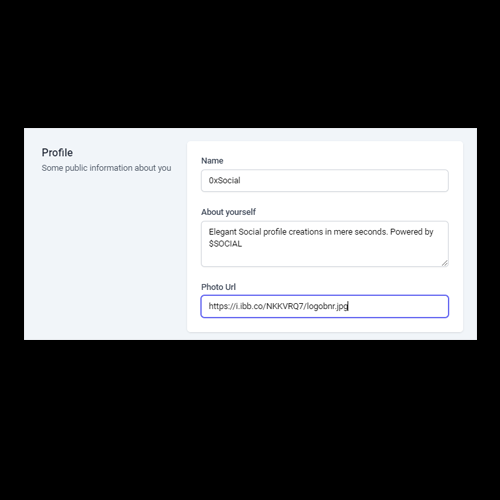 Profile
Some public information about you
Name
0xSocial
About yourself
Elegant Social profile creations in mere seconds. Powered by
$SOCIAL
Photo Url
https://i.ibb.co/NKKVRQ7/logobnr.jpg